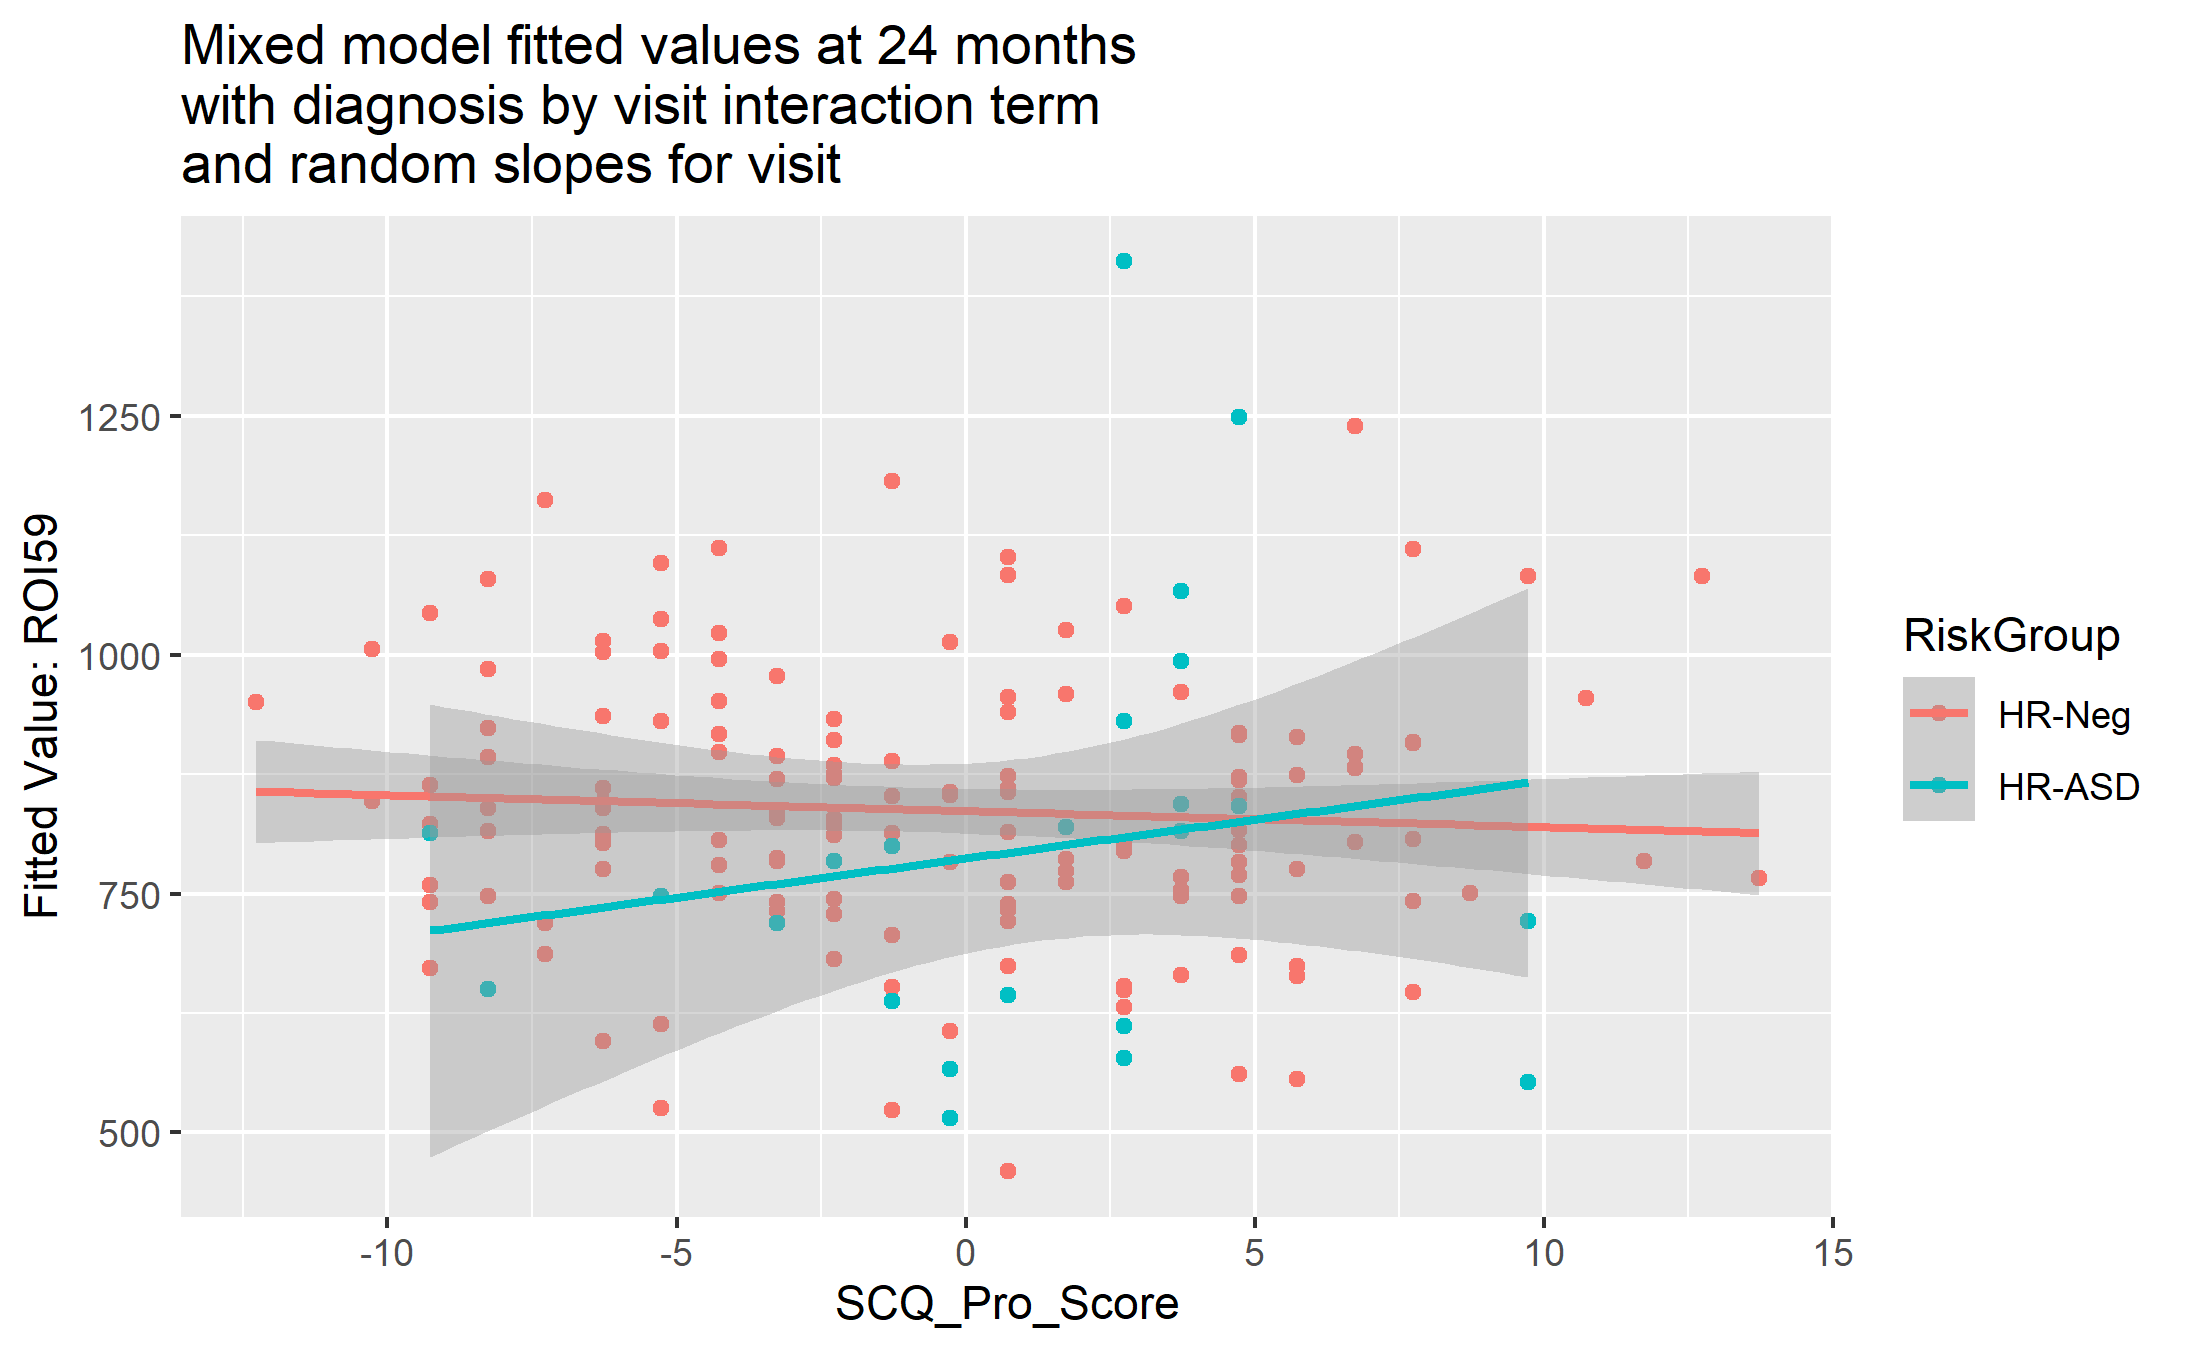 Mixed model fitted values at 24 months
with diagnosis by visit interaction term
and random slopes for visit
Fitted Value: ROI59
1250
1000
750
500
-10
-5
0
5
10
15
SCQ_Pro_Score
RiskGroup
HR-Neg
HR-ASD